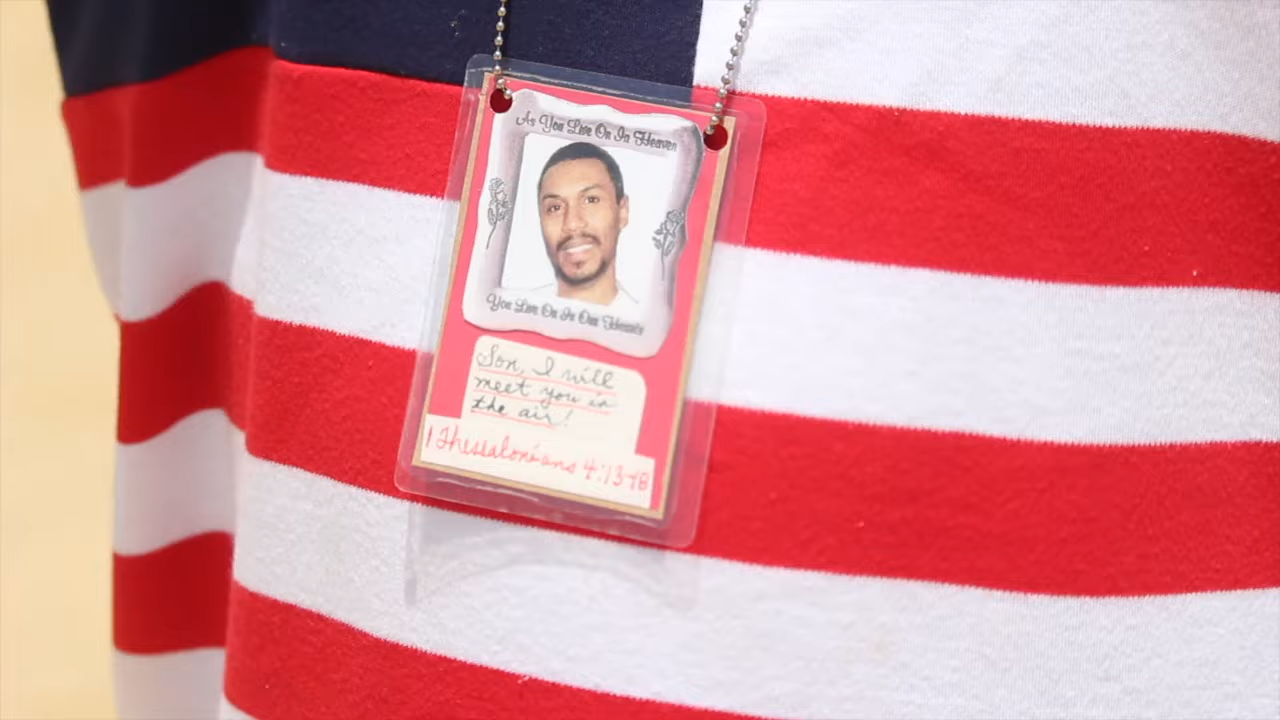 As You Live On In Heaven
You Live On In Our Hearts
Son, I will
meet you in
the air!
1 Thessalonians 4:13-18